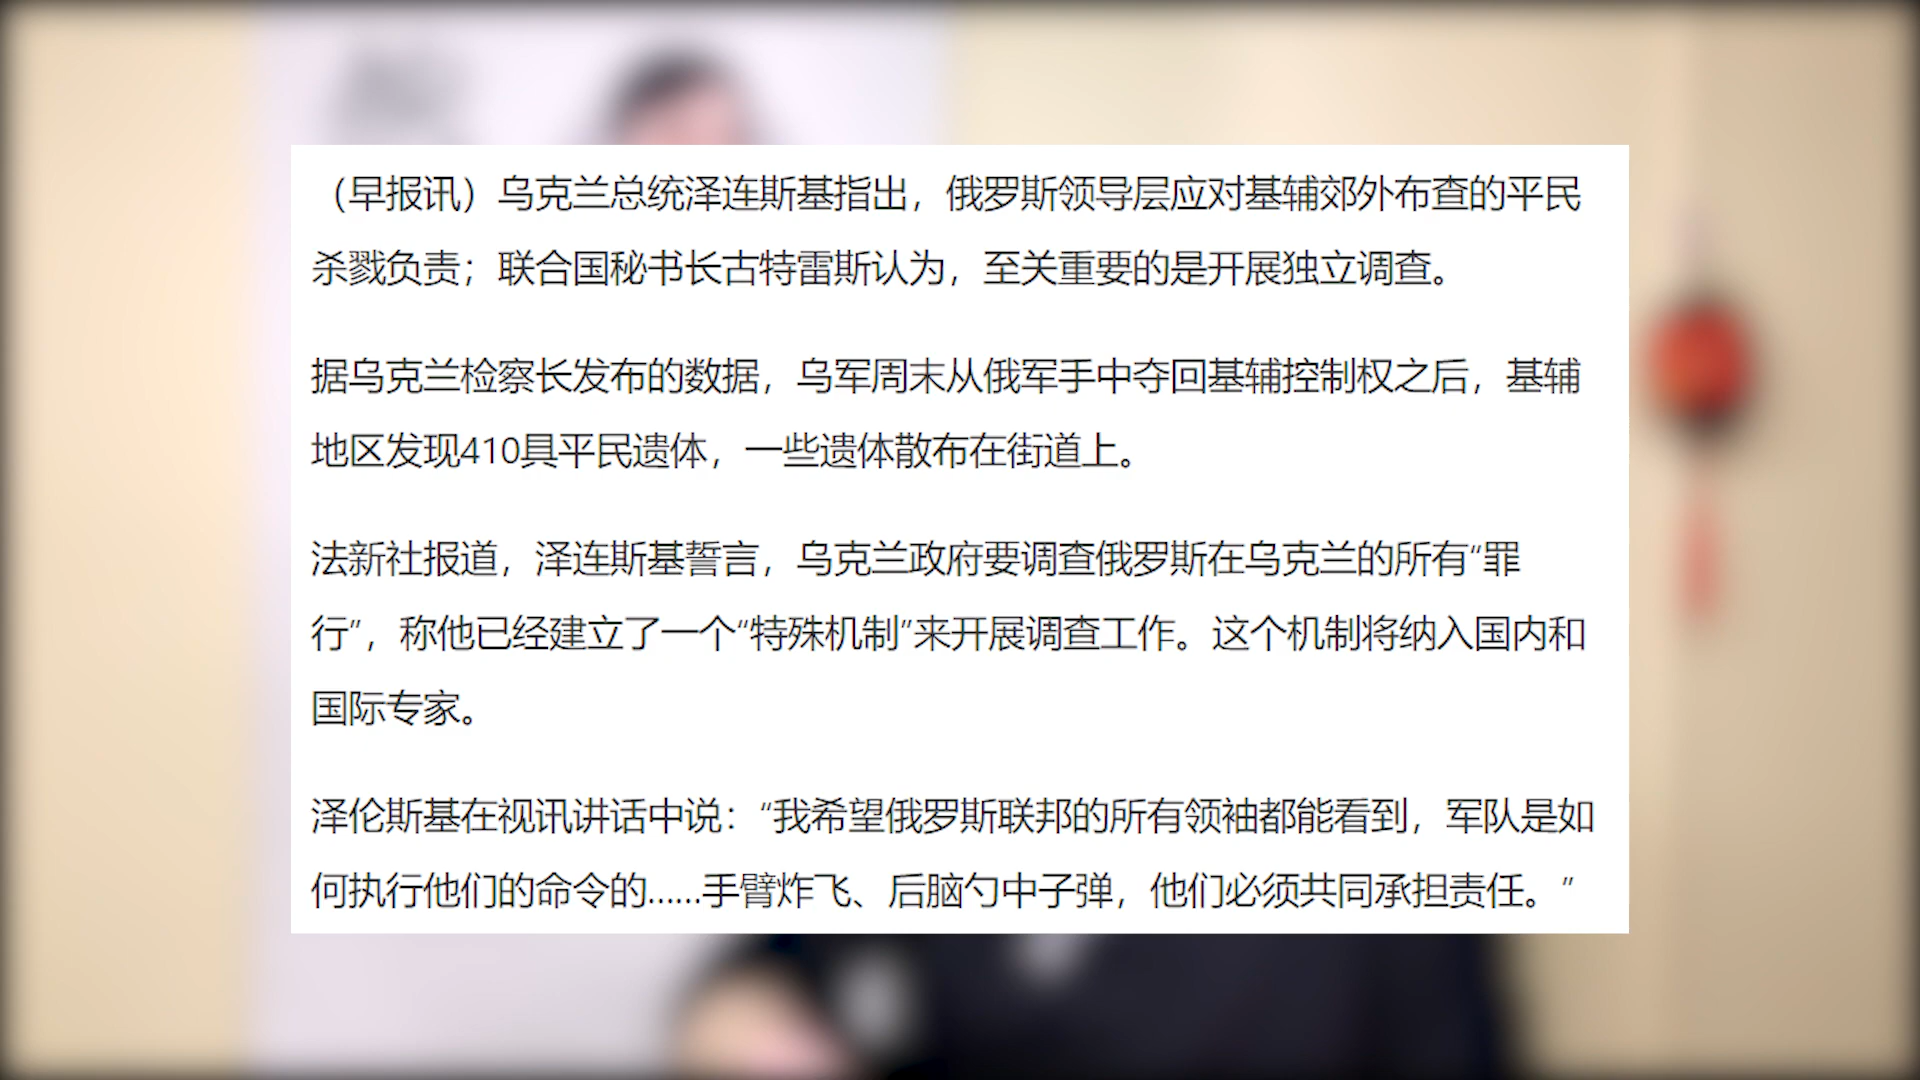 （早报讯）乌克兰总统泽连斯基指出，俄罗斯领导层应对基辅郊外布查的平民
杀戮负责；联合国秘书长古特雷斯认为，至关重要的是开展独立调查。
据乌克兰检察长发布的数据，乌军周末从俄军手中夺回基辅控制权之后，基辅
地区发现410具平民遗体，一些遗体散布在街道上。
法新社报道，泽连斯基誓言，乌克兰政府要调查俄罗斯在乌克兰的所有“罪
行”，称他已经建立了一个“特殊机制”来开展调查工作。这个机制将纳入国内和
国际专家。
泽伦斯基在视讯讲话中说：“我希望俄罗斯联邦的所有领袖都能看到，军队是如
何执行他们的命令的……手臂炸飞、后脑勺中子弹，他们必须共同承担责任。”